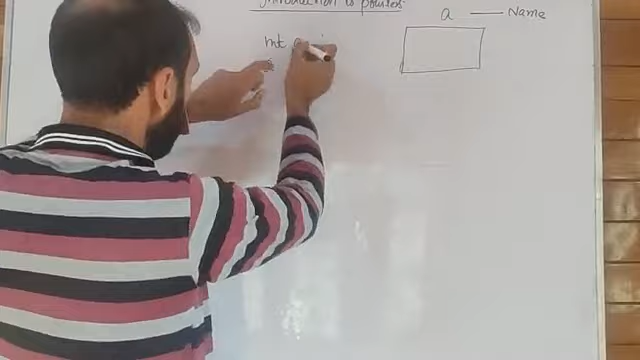 Introduction to pointers
a — Name
int